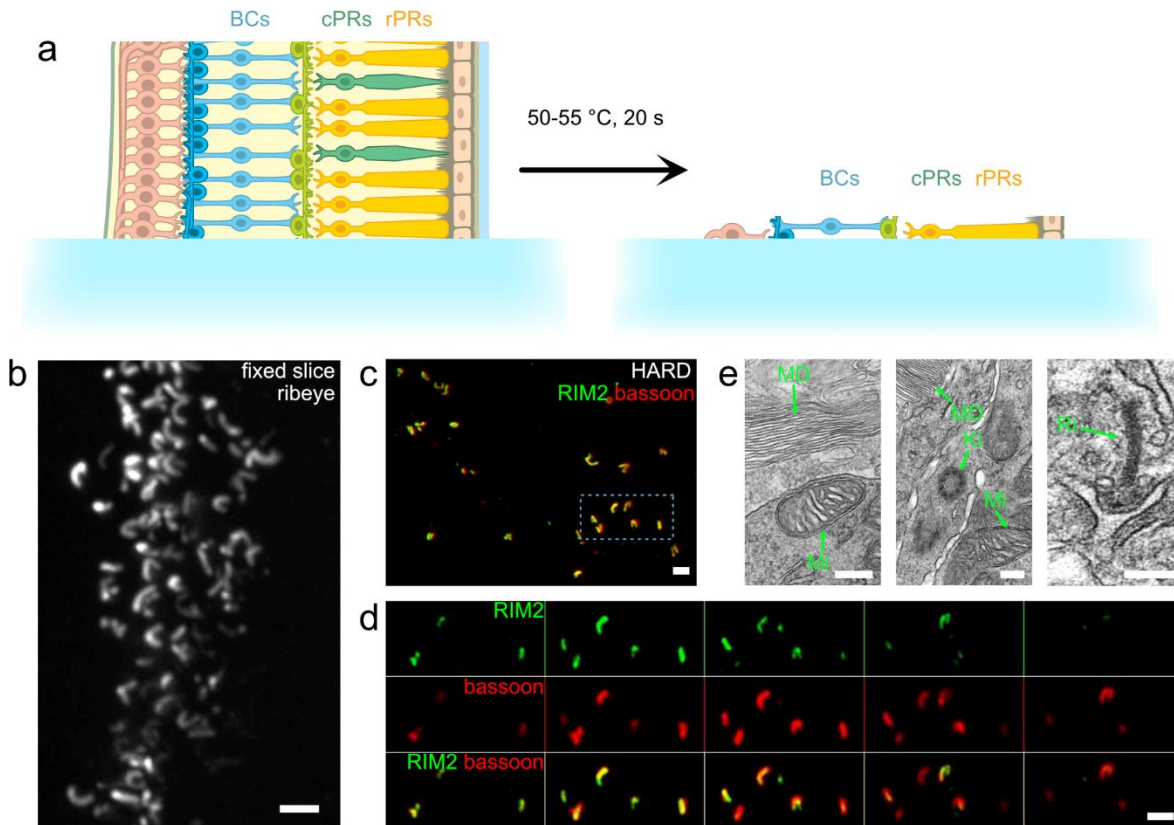 a
BCs cPRs rPRs
50-55 °C, 20 s
BCs cPRs rPRs
b
fixed slice
ribeye
c
HARD
RIM2 bassoon
d
RIM2
bassoon
RIM2 bassoon
e
MD
Mi
MD
Ki
Mi
Ri